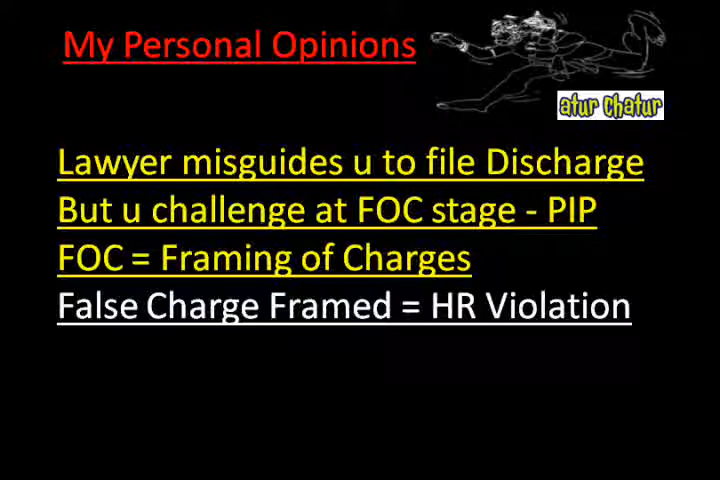 My Personal Opinions
atur chatur
Lawyer misguides u to file Discharge
But u challenge at FOC stage - PIP
FOC = Framing of Charges
False Charge Framed = HR Violation